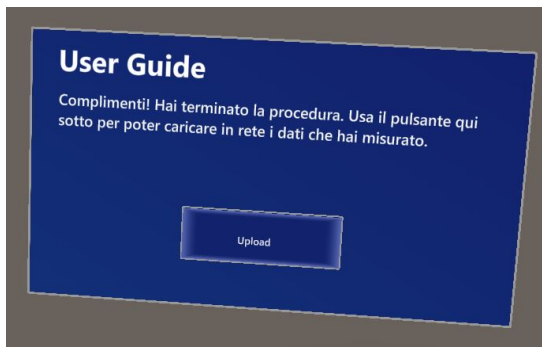 User Guide
Complimenti! Hai terminato la procedura. Usa il pulsante qui
sotto per poter caricare in rete i dati che hai misurato.
Upload